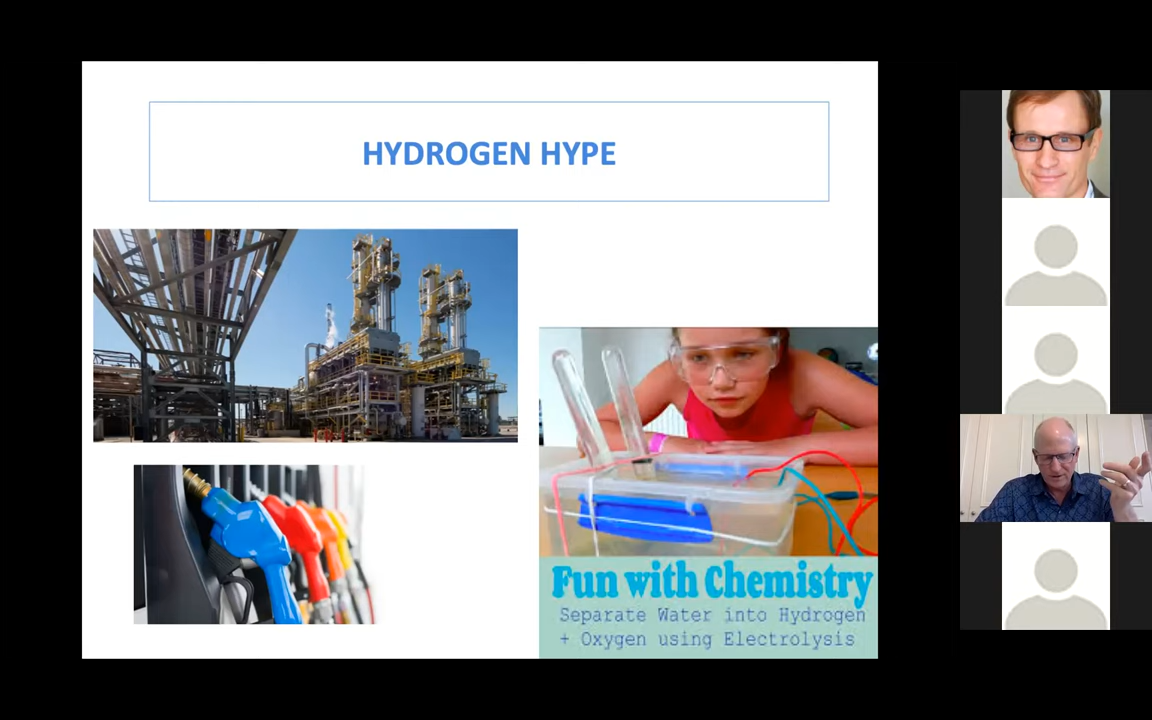 HYDROGEN HYPE
Fun with Chemistry
Separate Water into Hydrogen
+ Oxygen using Electrolysis